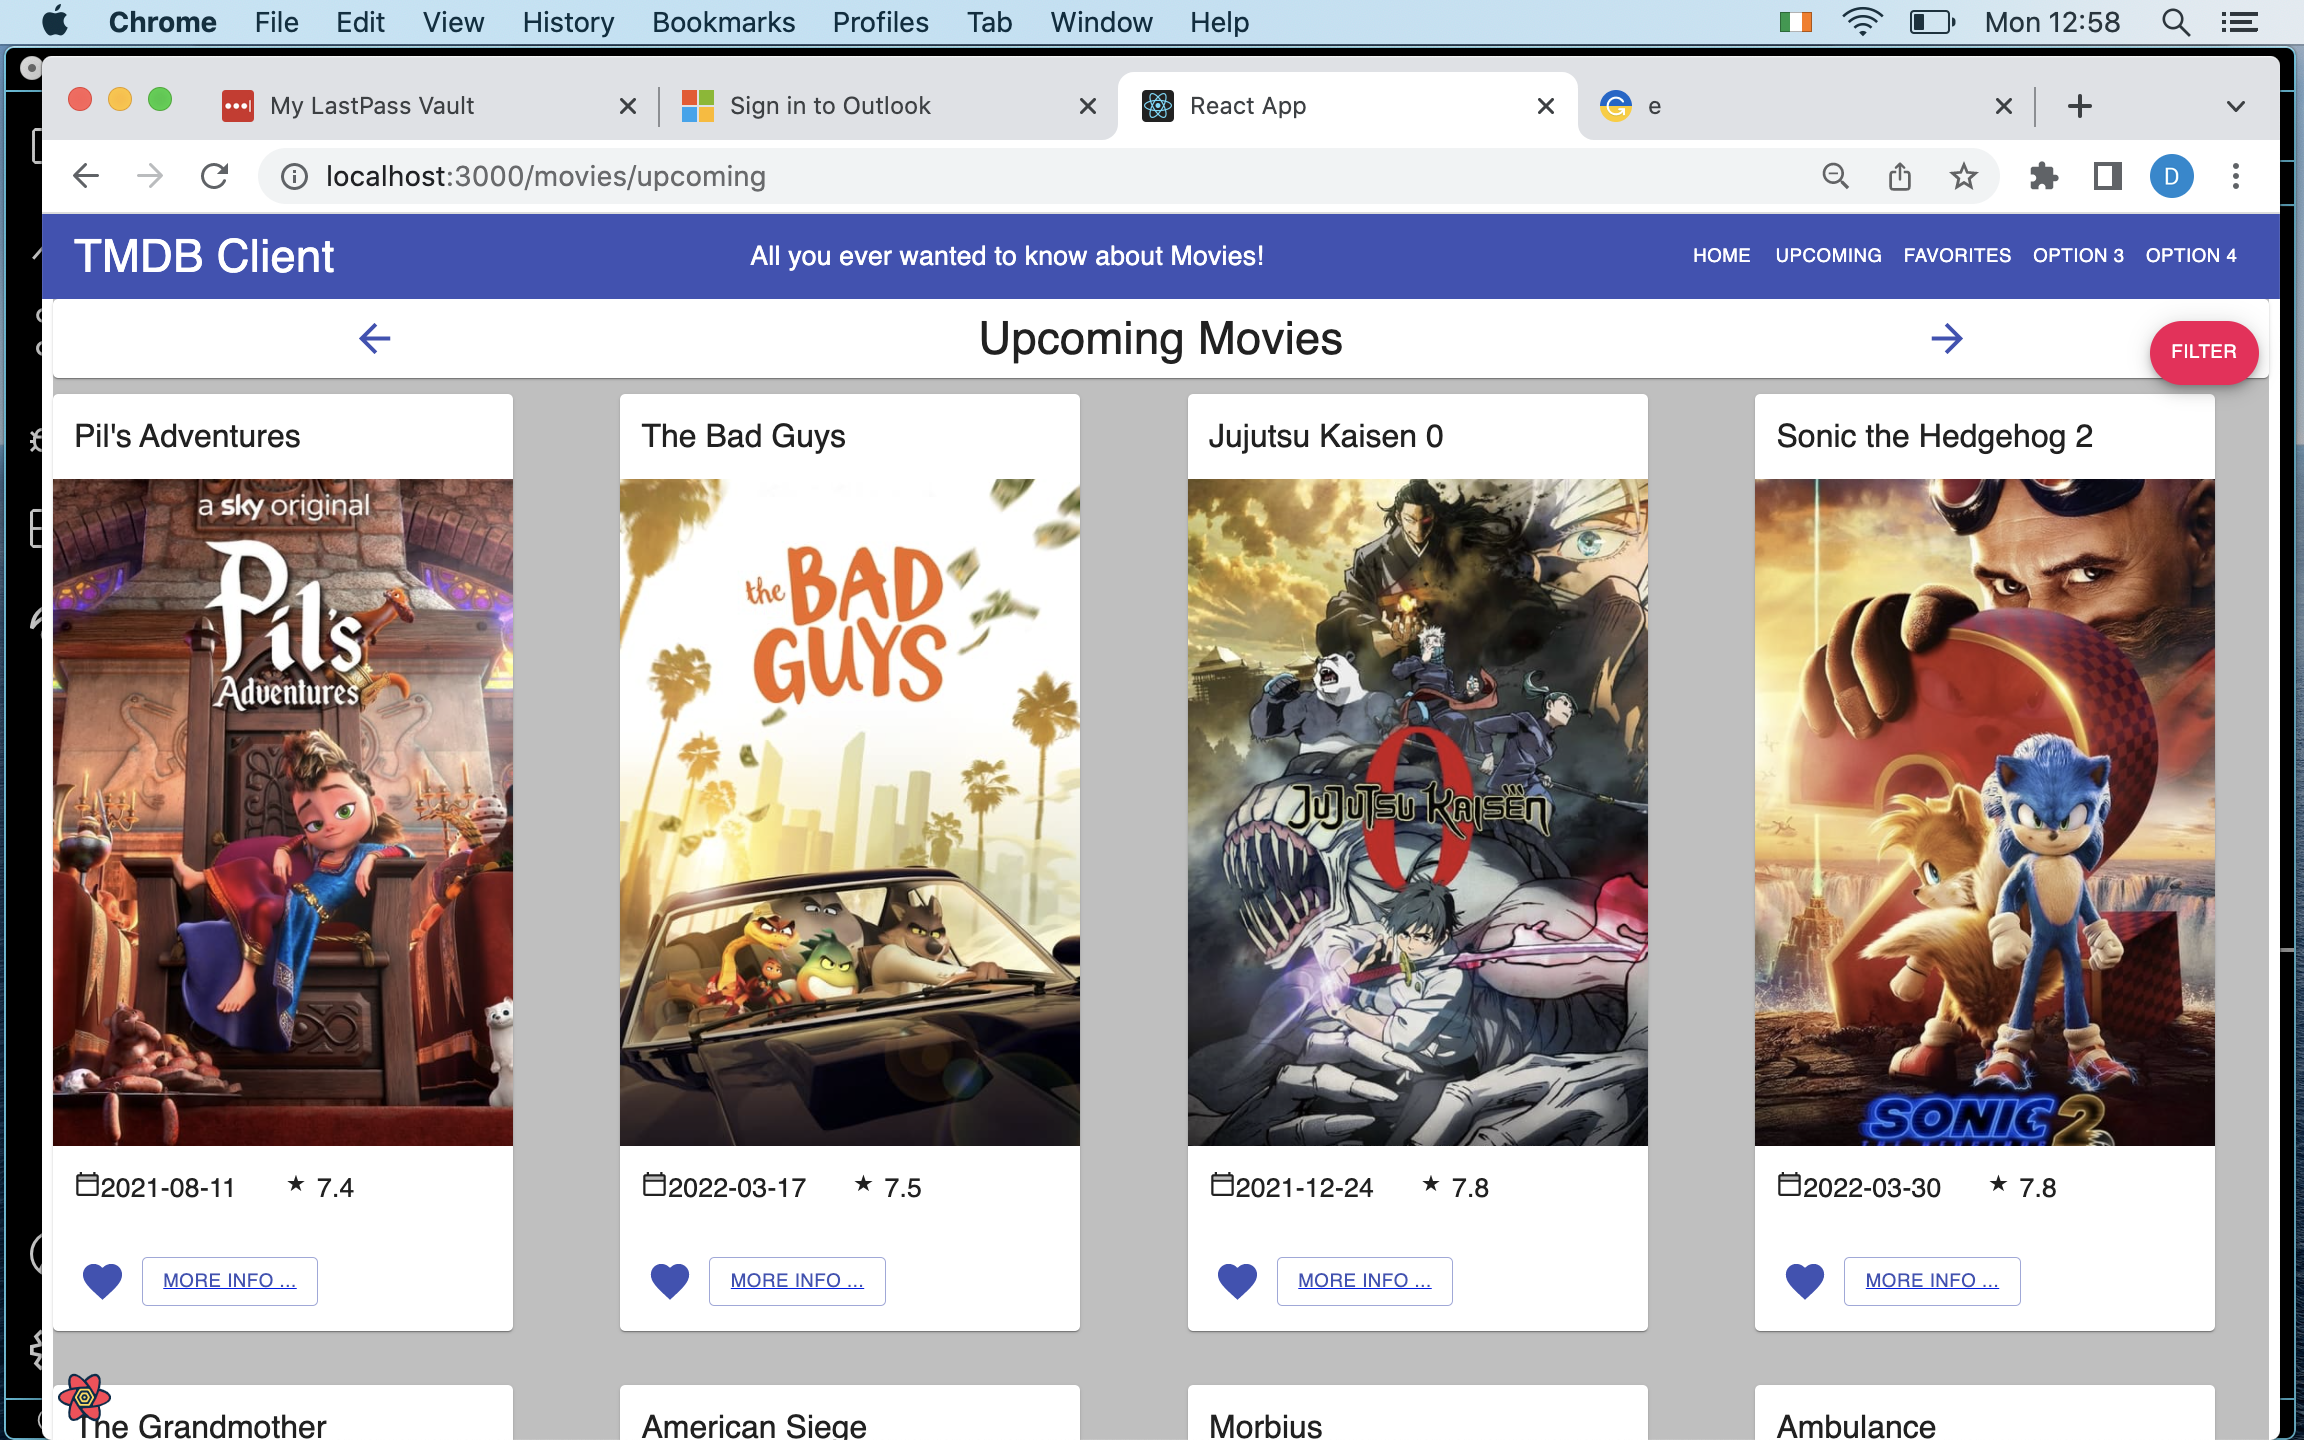 Chrome File Edit View History Bookmarks Profiles Tab Window Help Mon 12:58
My LastPass Vault Sign in to Outlook React App e
localhost:3000/movies/upcoming D
TMDB Client All you ever wanted to know about Movies! HOME UPCOMING FAVORITES OPTION 3 OPTION 4
Upcoming Movies
FILTER
Pil's Adventures The Bad Guys Jujutsu Kaisen 0 Sonic the Hedgehog 2
a sky original
Pil's
Adventures
the BAD
GUYS
0
JUJUTSU KAISEN
2
SONIC 2
2021-08-11 ★ 7.4 2022-03-17 ★ 7.5 2021-12-24 ★ 7.8 2022-03-30 ★ 7.8
MORE INFO ... MORE INFO ... MORE INFO ... MORE INFO ...
The Grandmother American Siege Morbius Ambulance